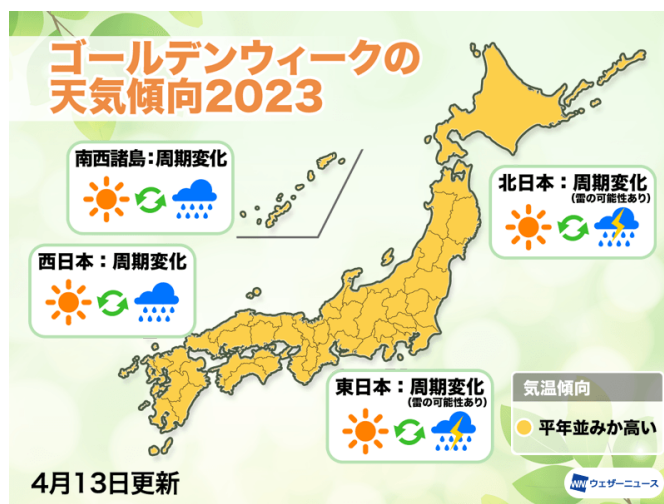 ゴールデンウィークの
天気傾向2023
南西諸島：周期変化
北日本：周期変化
(雷の可能性あり)
西日本：周期変化
東日本：周期変化
(雷の可能性あり)
気温傾向
平年並みか高い
4月13日更新
WN ウェザーニュース